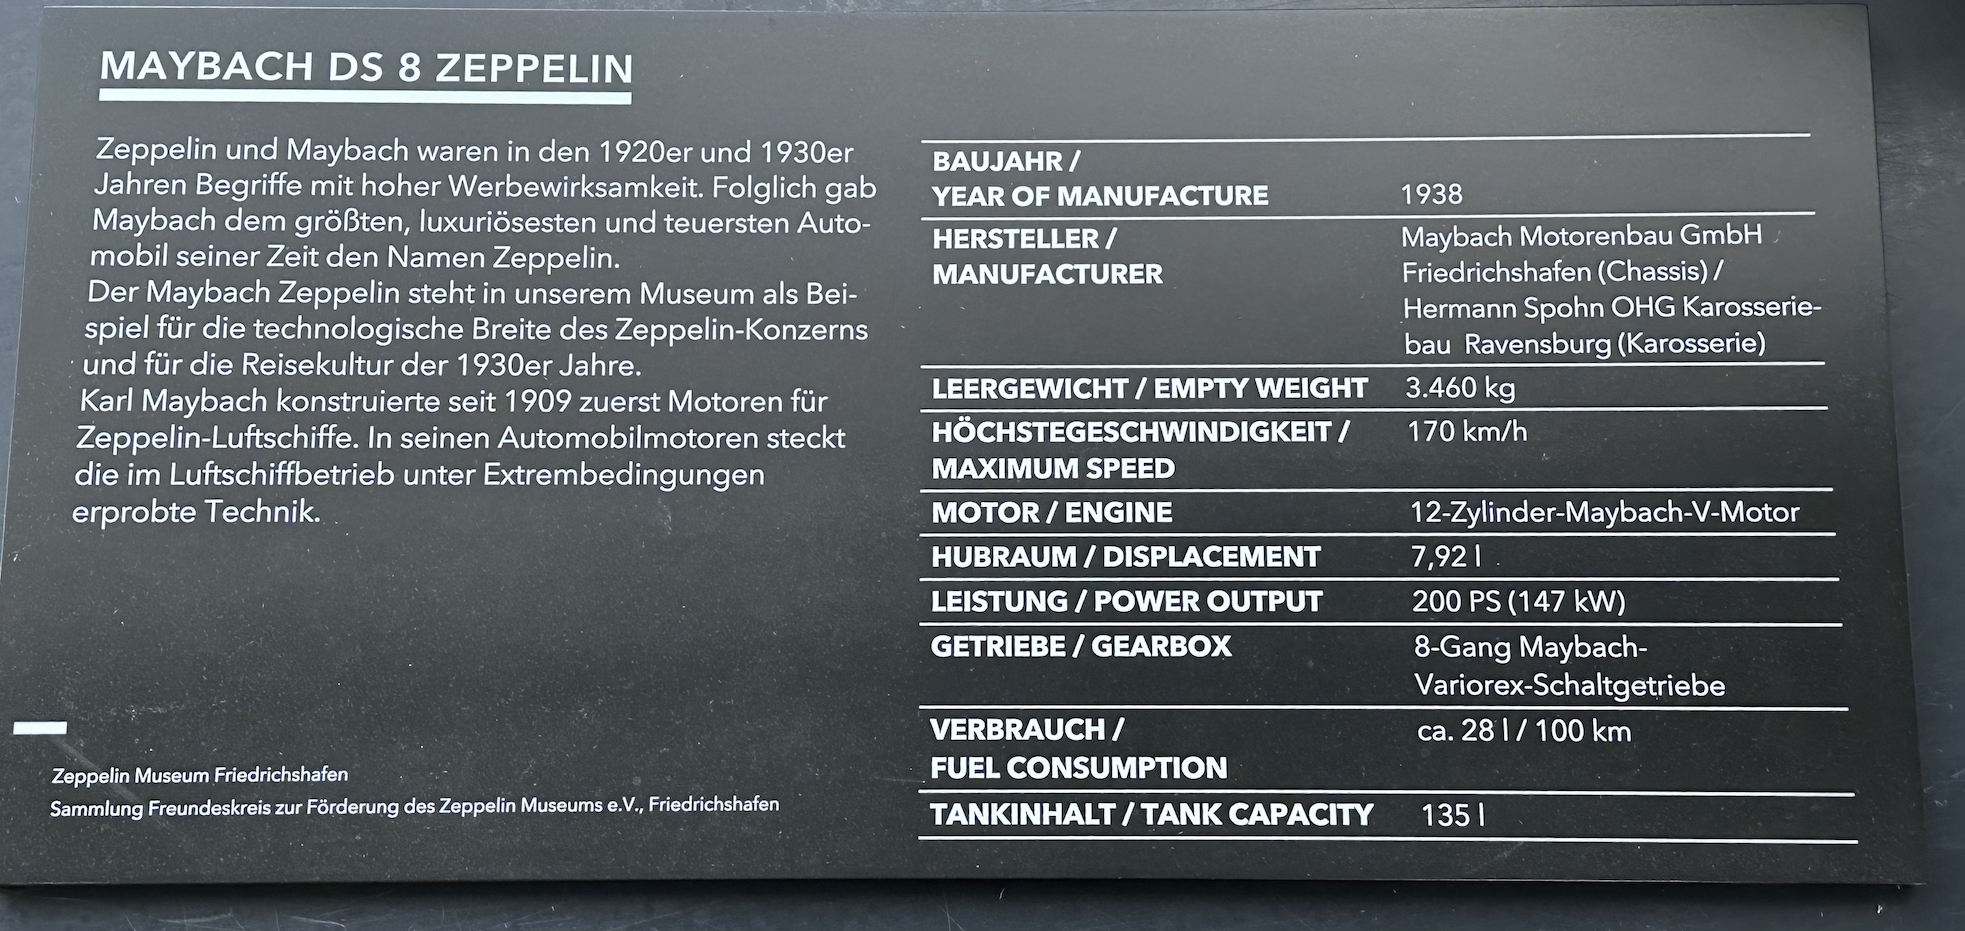 MAYBACH DS 8 ZEPPELIN
Zeppelin und Maybach waren in den 1920er und 1930er
Jahren Begriffe mit hoher Werbewirksamkeit. Folglich gab
Maybach dem größten, luxuriösesten und teuersten Auto-
mobil seiner Zeit den Namen Zeppelin.
Der Maybach Zeppelin steht in unserem Museum als Bei-
spiel für die technologische Breite des Zeppelin-Konzerns
und für die Reisekultur der 1930er Jahre.
Karl Maybach konstruierte seit 1909 zuerst Motoren für
Zeppelin-Luftschiffe. In seinen Automobilmotoren steckt
die im Luftschiffbetrieb unter Extrembedingungen
erprobte Technik.
Zeppelin Museum Friedrichshafen
Sammlung Freundeskreis zur Förderung des Zeppelin Museums e.V., Friedrichshafen
BAUJAHR /
YEAR OF MANUFACTURE 1938
HERSTELLER / Maybach Motorenbau GmbH
MANUFACTURER Friedrichshafen (Chassis) /
Hermann Spohn OHG Karosserie-
bau Ravensburg (Karosserie)
LEERGEWICHT / EMPTY WEIGHT 3.460 kg
HÖCHSTEGESCHWINDIGKEIT / 170 km/h
MAXIMUM SPEED
MOTOR / ENGINE 12-Zylinder-Maybach-V-Motor
HUBRAUM / DISPLACEMENT 7,92 l
LEISTUNG / POWER OUTPUT 200 PS (147 kW)
GETRIEBE / GEARBOX 8-Gang Maybach-
Variorex-Schaltgetriebe
VERBRAUCH / ca. 28 l / 100 km
FUEL CONSUMPTION
TANKINHALT / TANK CAPACITY 135 l